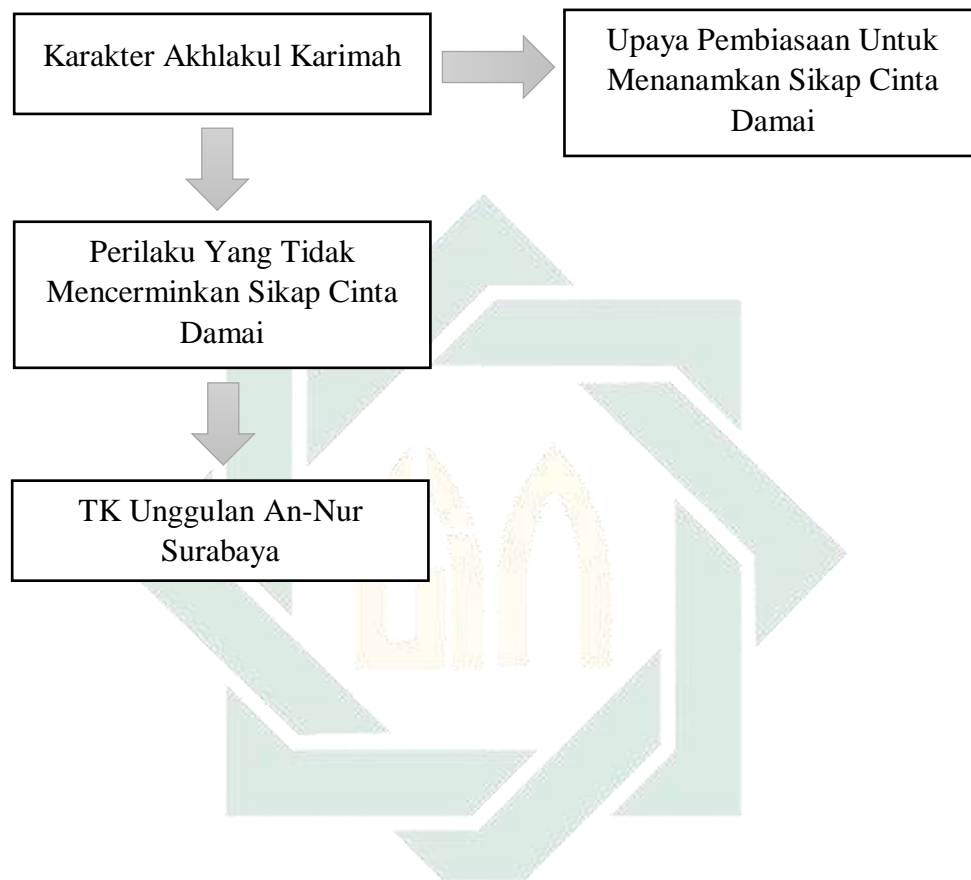 Karakter Akhlakul Karimah
Upaya Pembiasaan Untuk
Menanamkan Sikap Cinta
Damai
Perilaku Yang Tidak
Mencerminkan Sikap Cinta
Damai
TK Unggulan An-Nur
Surabaya